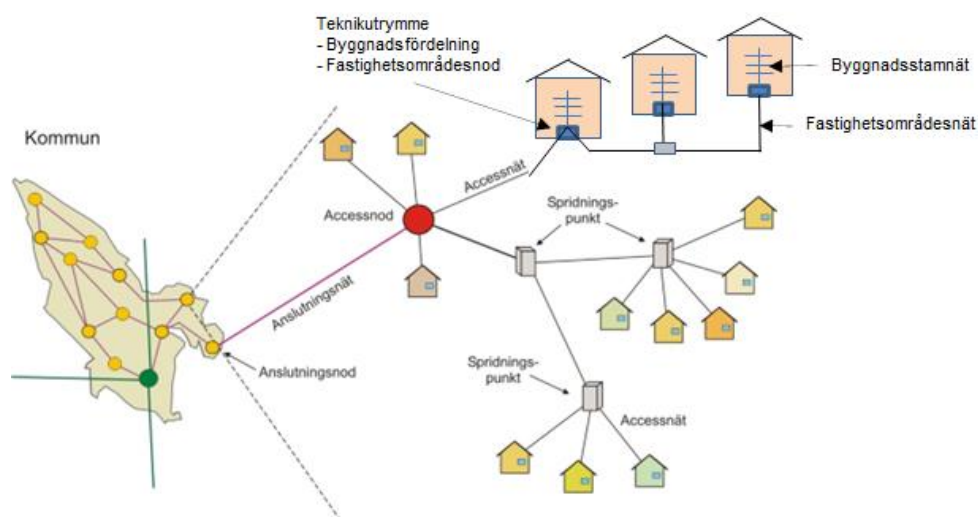 Teknikutrymme
- Byggnadsfördelning
- Fastighetsområdesnod
Byggnadsstamnät
Fastighetsområdesnät
Kommun
Accessnät
Accessnod
Spridnings-
punkt
Anslutningsnät
Anslutningsnod
Spridnings-
punkt
Accessnät